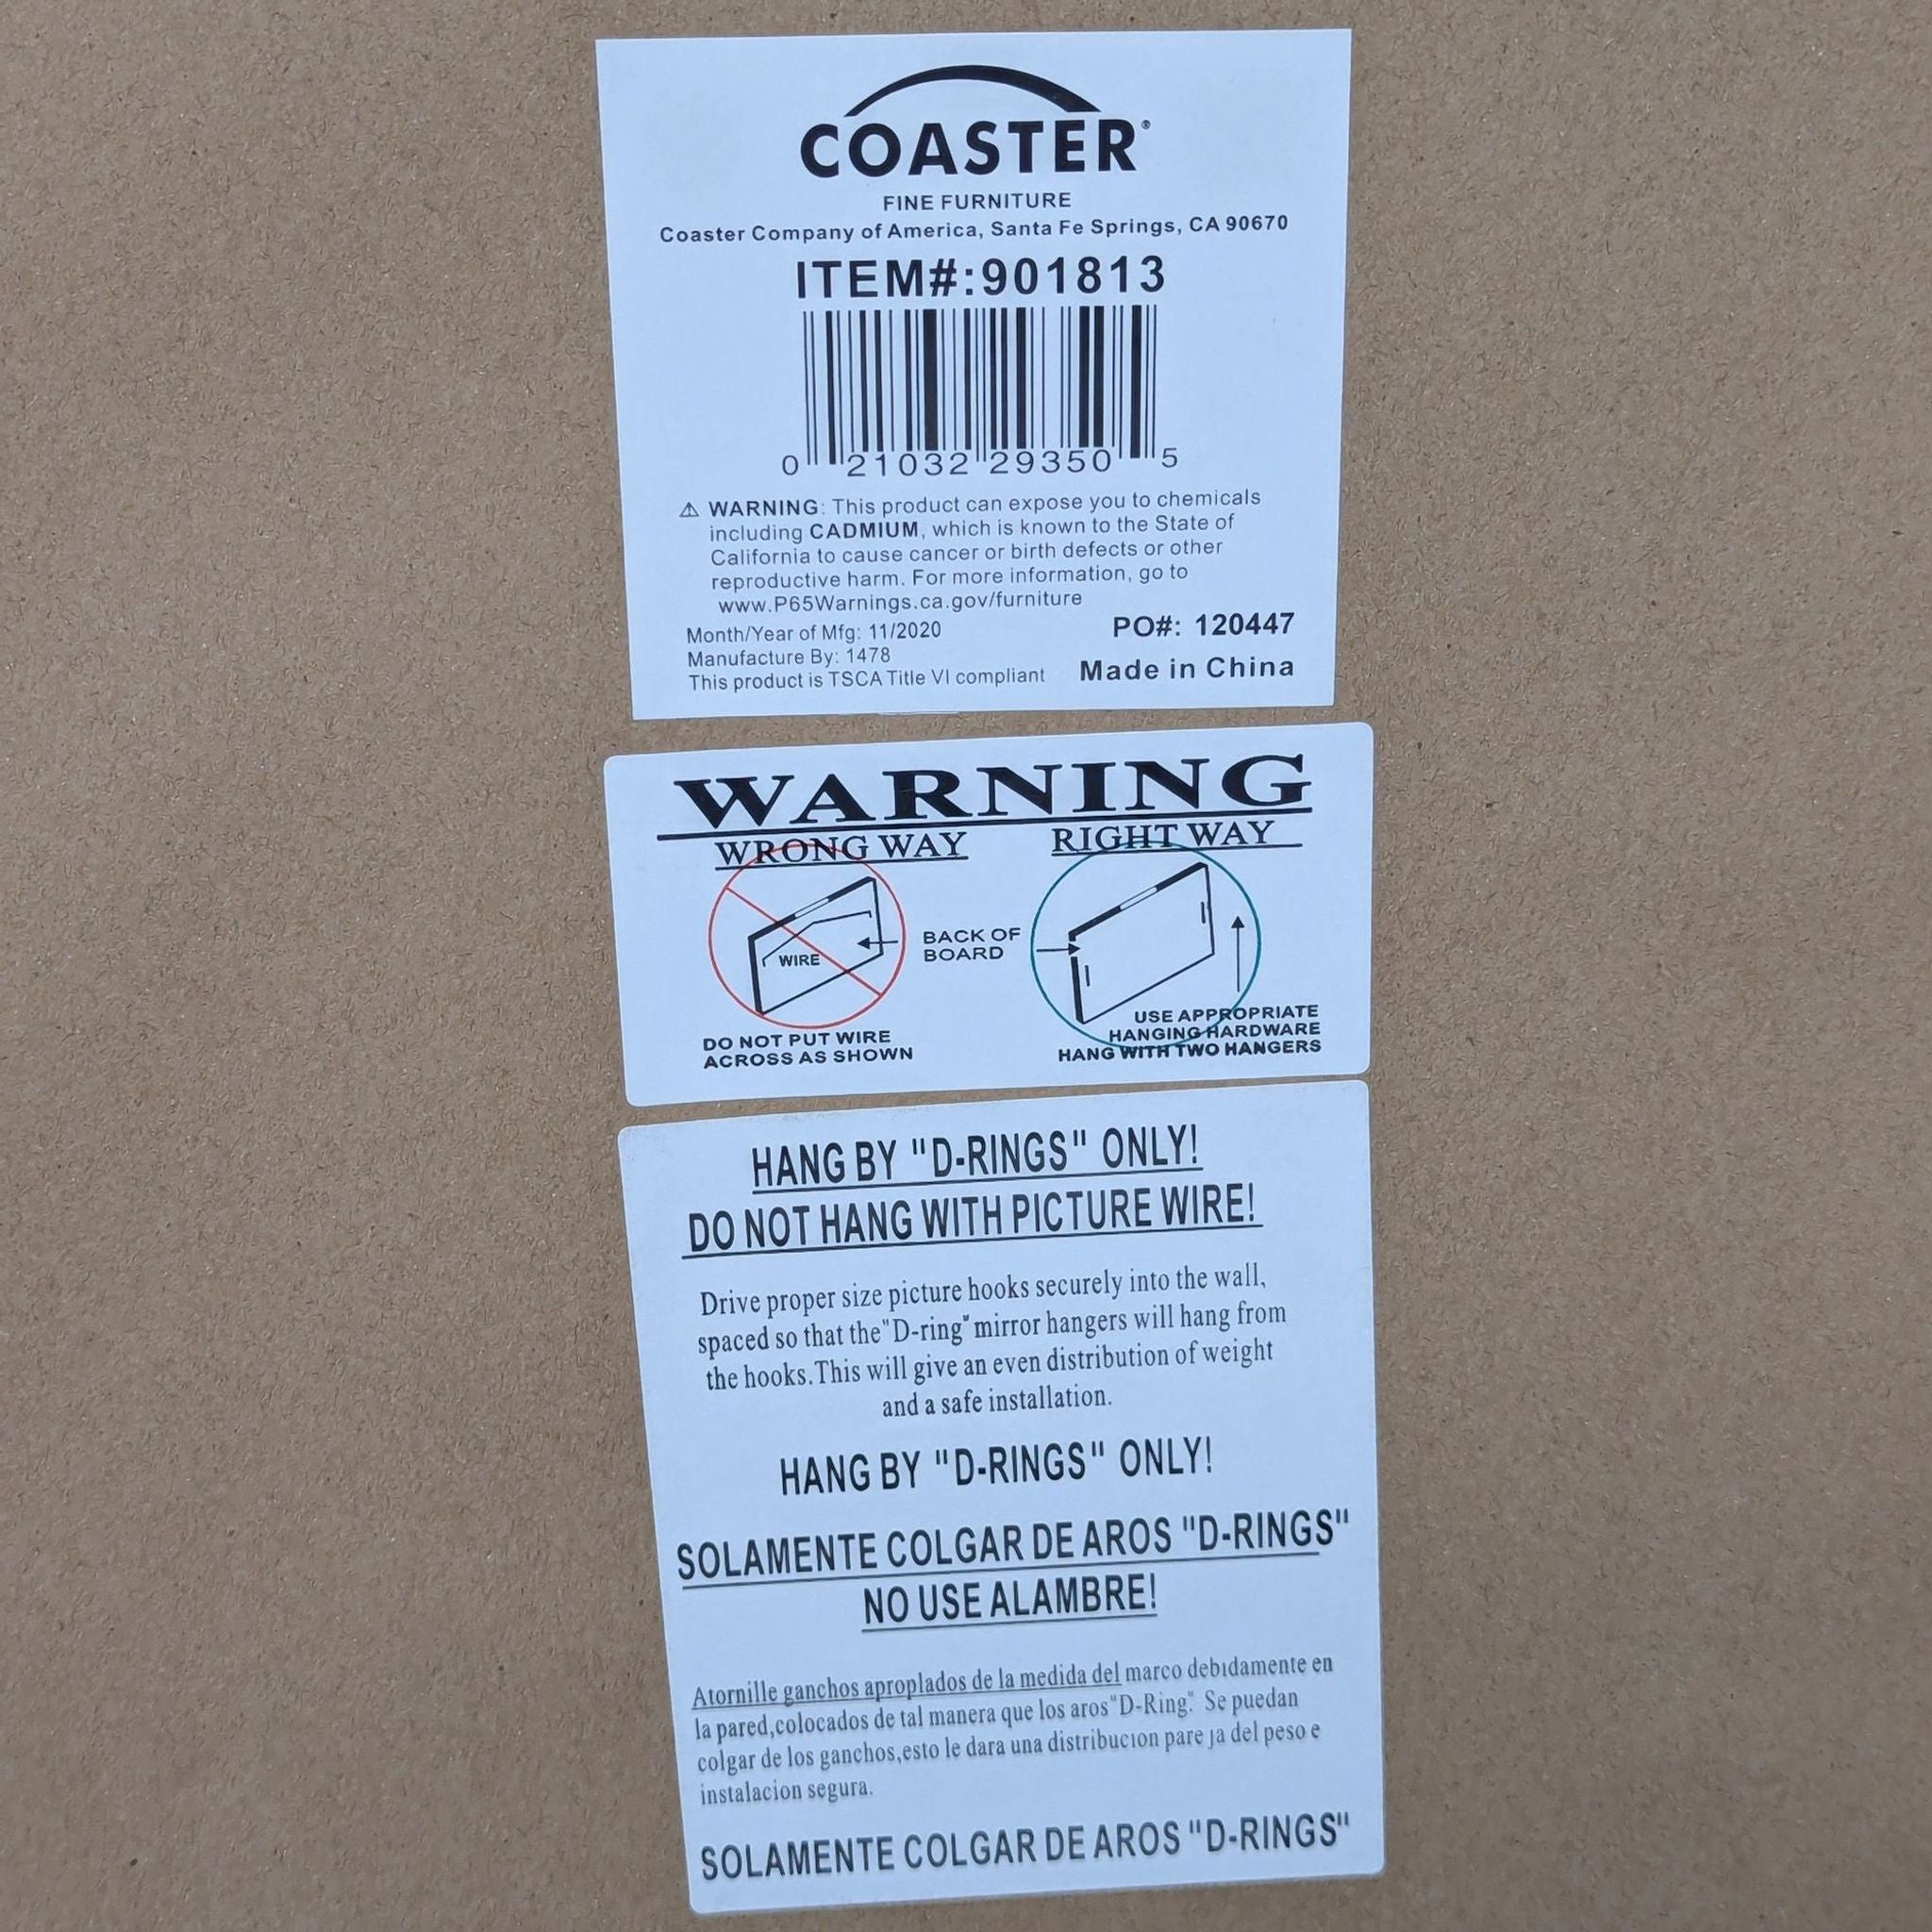 COASTER®
FINE FURNITURE
Coaster Company of America, Santa Fe Springs, CA 90670
ITEM#:901813
0 21032 29350 5
⚠ WARNING: This product can expose you to chemicals
including CADMIUM, which is known to the State of
California to cause cancer or birth defects or other
reproductive harm. For more information, go to
www.P65Warnings.ca.gov/furniture
Month/Year of Mfg: 11/2020
PO#: 120447
Manufacture By: 1478
This product is TSCA Title VI compliant
Made in China
WARNING
WRONG WAY
RIGHT WAY
WIRE
BACK OF
BOARD
DO NOT PUT WIRE
ACROSS AS SHOWN
USE APPROPRIATE
HANGING HARDWARE
HANG WITH TWO HANGERS
HANG BY "D-RINGS" ONLY!
DO NOT HANG WITH PICTURE WIRE!
Drive proper size picture hooks securely into the wall,
spaced so that the"D-ring" mirror hangers will hang from
the hooks.This will give an even distribution of weight
and a safe installation.
HANG BY "D-RINGS" ONLY!
SOLAMENTE COLGAR DE AROS "D-RINGS"
NO USE ALAMBRE!
Atornille ganchos aproplados de la medida del marco debıdamente en
la pared,colocados de tal manera que los aros"D-Ring". Se puedan
colgar de los ganchos,esto le dara una distribucıon pare ȷa del peso e
instalacion segura.
SOLAMENTE COLGAR DE AROS "D-RINGS"